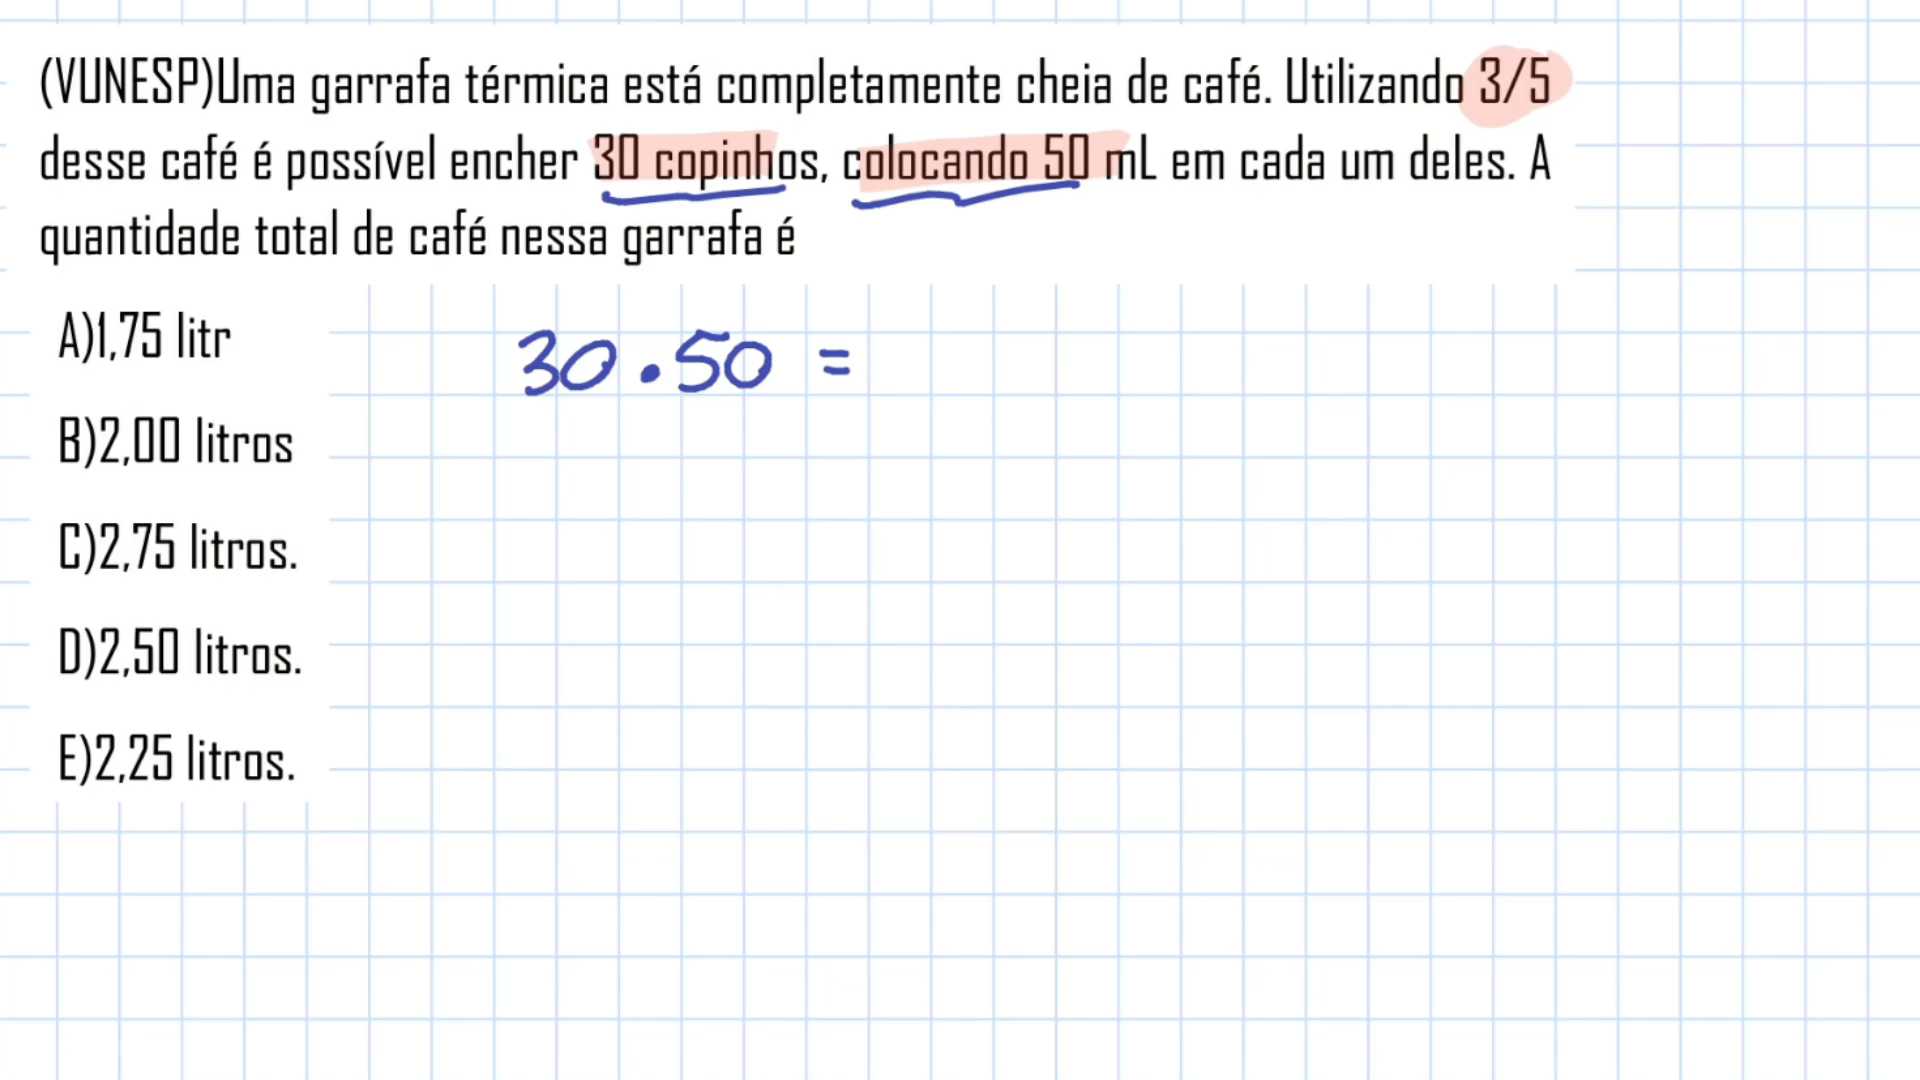 (VUNESP)Uma garrafa térmica está completamente cheia de café. Utilizando 3/5
desse café é possível encher 30 copinhos, colocando 50 mL em cada um deles. A
quantidade total de café nessa garrafa é
A)1,75 litr
30.50 =
B)2,00 litros
C)2,75 litros.
D)2,50 litros.
E)2,25 litros.